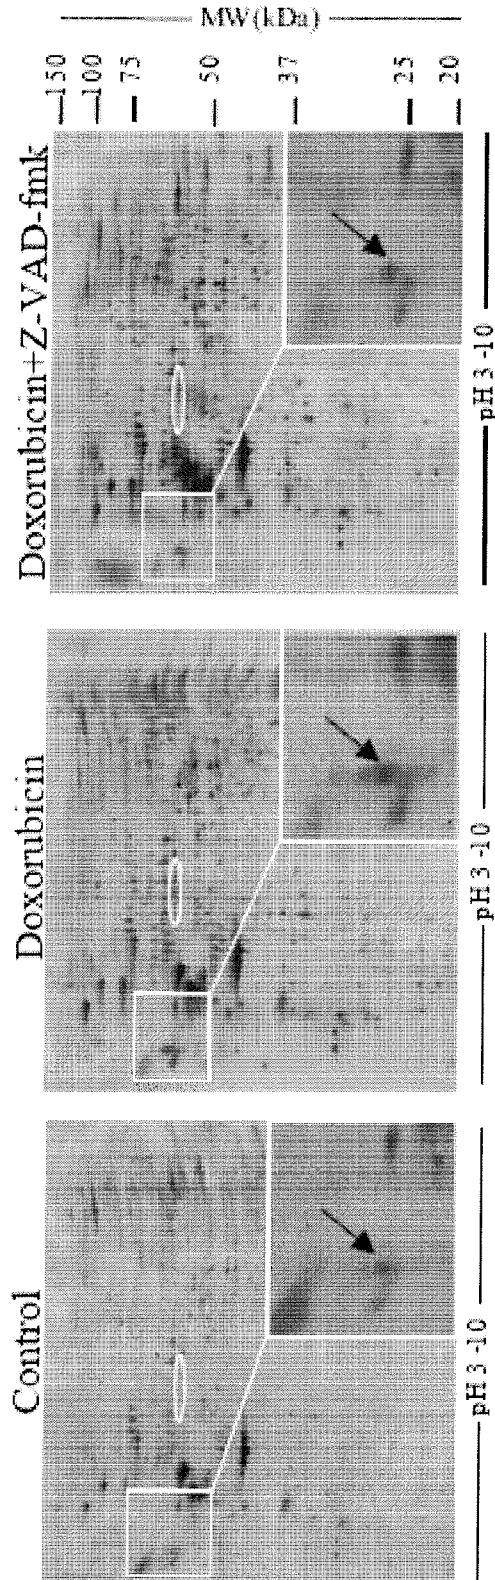 Control
Doxorubicin
Doxorubicin+Z-VAD-fmk
150
100
75
50
37
25
20
MW(kDa)
pH 3 -10
pH 3 -10
pH 3 -10